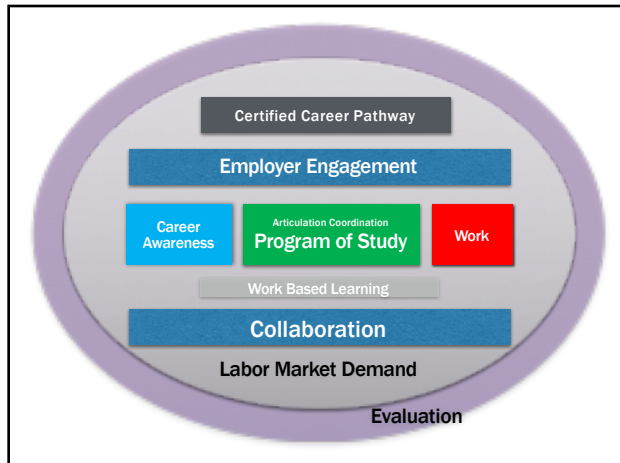 Certified Career Pathway
Employer Engagement
Career
Awareness
Articulation Coordination
Program of Study
Work
Work Based Learning
Collaboration
Labor Market Demand
Evaluation